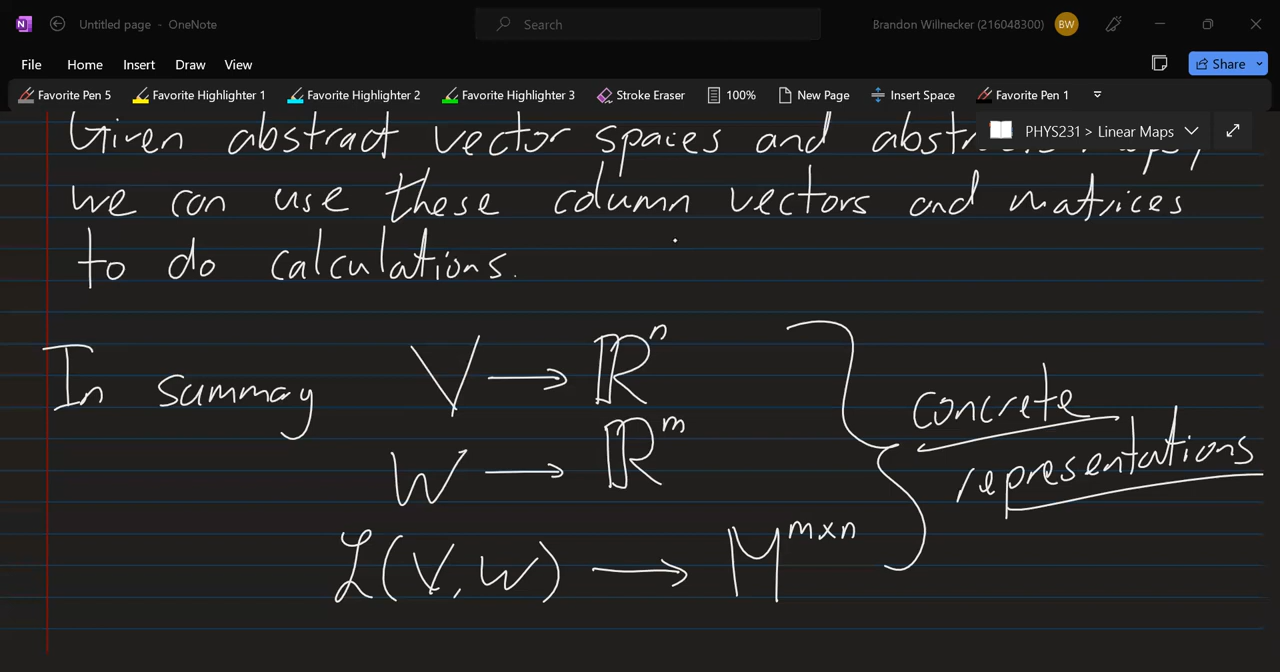 Untitled page - OneNote
Search
Brandon Willnecker (216048300)
BW
File Home Insert Draw View
Share
Favorite Pen 5 Favorite Highlighter 1 Favorite Highlighter 2 Favorite Highlighter 3 Stroke Eraser 100% New Page Insert Space Favorite Pen 1
PHYS231 > Linear Maps
Given abstract vector spaces and
we can use these column vectors and matrices
to do calculations.
In summay V → ℝⁿ
W → ℝᵐ
concrete
representations
ℒ(V, W) → M^{m×n}